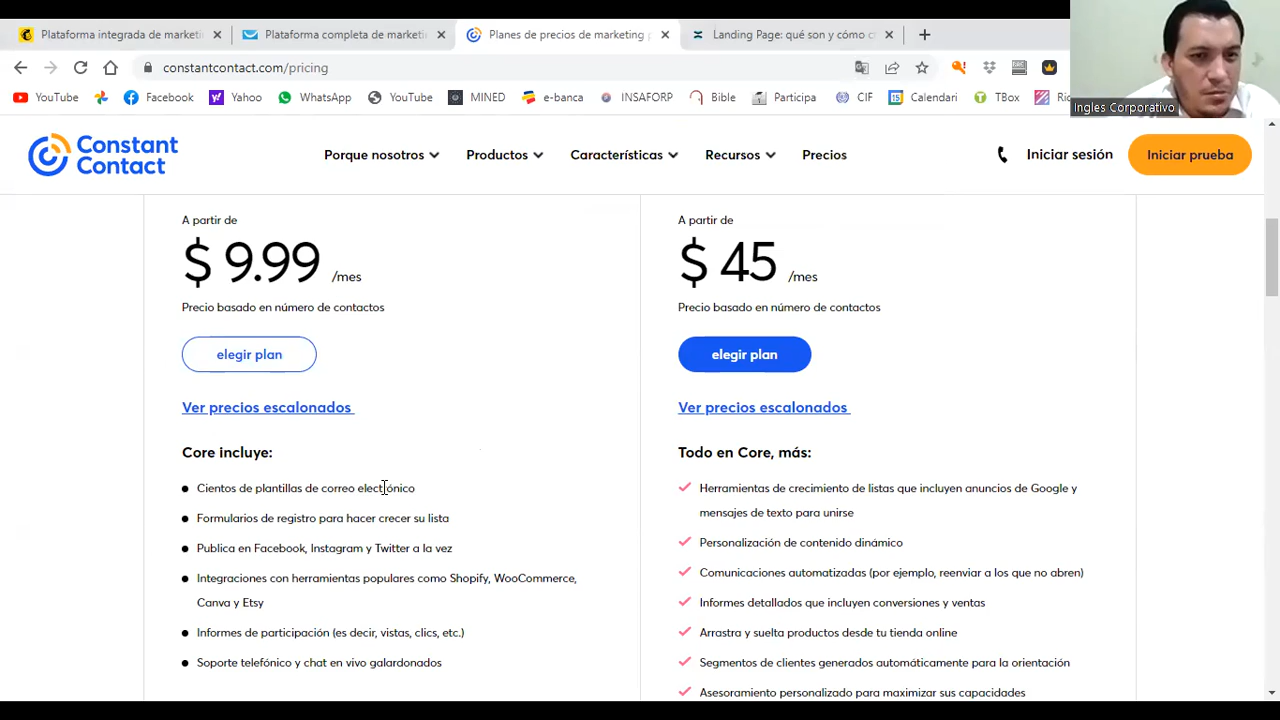 Plataforma integrada de marketi
Plataforma completa de marketi
Planes de precios de marketing p
Landing Page: qué son y cómo c
constantcontact.com/pricing
YouTube
Facebook
Yahoo
WhatsApp
YouTube
MINED
e-banca
INSAFORP
Bible
Participa
CIF
Calendari
TBox
Ingles Corporativo
Constant
Contact
Porque nosotros
Productos
Características
Recursos
Precios
Iniciar sesión
Iniciar prueba
A partir de
$ 9.99 /mes
Precio basado en número de contactos
elegir plan
Ver precios escalonados
Core incluye:
Cientos de plantillas de correo electrónico
Formularios de registro para hacer crecer su lista
Publica en Facebook, Instagram y Twitter a la vez
Integraciones con herramientas populares como Shopify, WooCommerce,
Canva y Etsy
Informes de participación (es decir, vistas, clics, etc.)
Soporte telefónico y chat en vivo galardonados
A partir de
$ 45 /mes
Precio basado en número de contactos
elegir plan
Ver precios escalonados
Todo en Core, más:
Herramientas de crecimiento de listas que incluyen anuncios de Google y
mensajes de texto para unirse
Personalización de contenido dinámico
Comunicaciones automatizadas (por ejemplo, reenviar a los que no abren)
Informes detallados que incluyen conversiones y ventas
Arrastra y suelta productos desde tu tienda online
Segmentos de clientes generados automáticamente para la orientación
Asesoramiento personalizado para maximizar sus capacidades